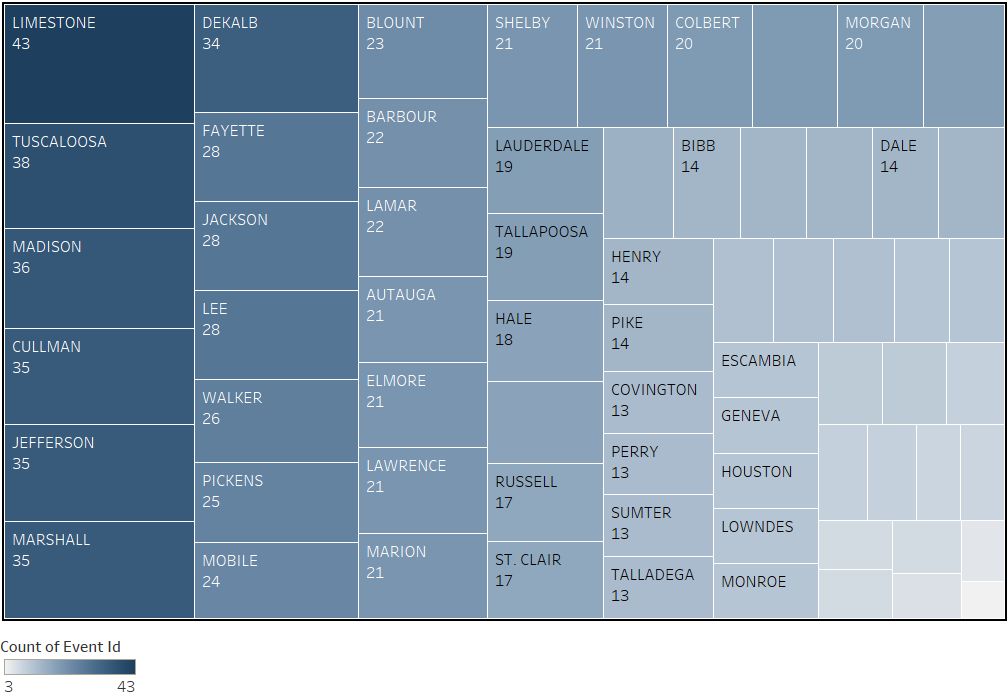 LIMESTONE
43
TUSCALOOSA
38
MADISON
36
CULLMAN
35
JEFFERSON
35
MARSHALL
35
DEKALB
34
FAYETTE
28
JACKSON
28
LEE
28
WALKER
26
PICKENS
25
MOBILE
24
BLOUNT
23
BARBOUR
22
LAMAR
22
AUTAUGA
21
ELMORE
21
LAWRENCE
21
MARION
21
SHELBY
21
WINSTON
21
COLBERT
20
MORGAN
20
LAUDERDALE
19
TALLAPOOSA
19
HALE
18
RUSSELL
17
ST. CLAIR
17
BIBB
14
DALE
14
HENRY
14
PIKE
14
COVINGTON
13
PERRY
13
SUMTER
13
TALLADEGA
13
ESCAMBIA
GENEVA
HOUSTON
LOWNDES
MONROE
Count of Event Id
3
43